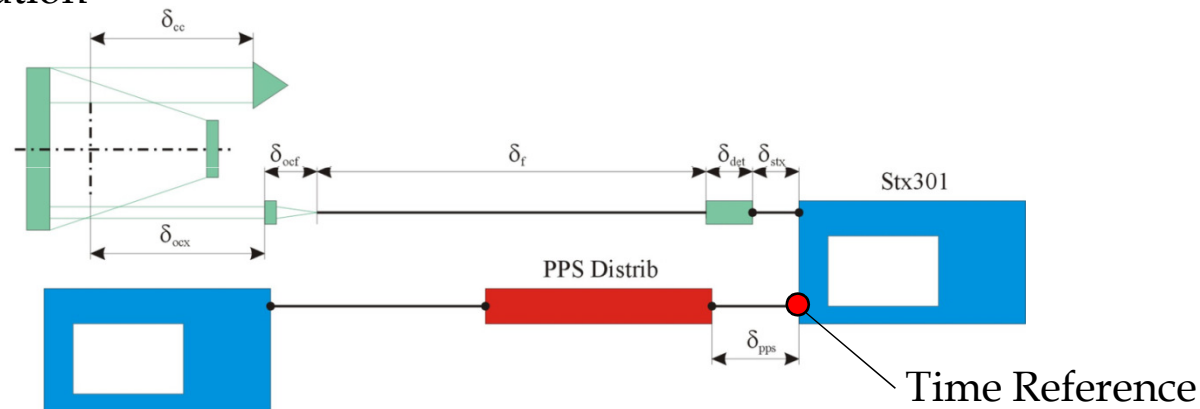 δcc
δocf
δf
δdet
δstx
Stx301
δocx
PPS Distrib
δpps
Time Reference